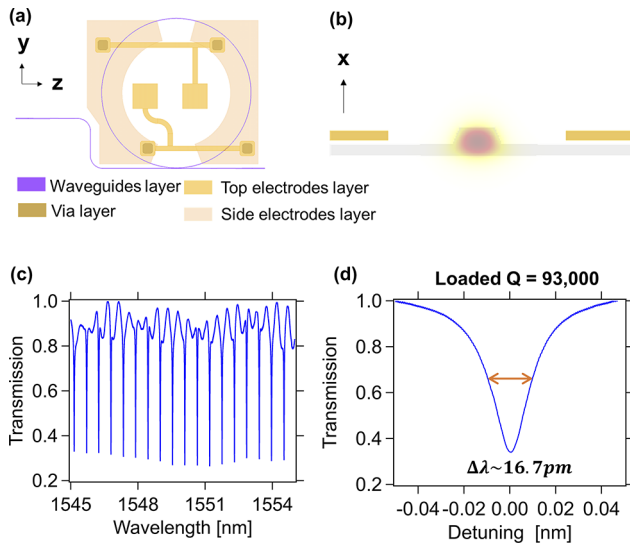 (a)
y
z
Waveguides layer
Top electrodes layer
Via layer
Side electrodes layer
(b)
x
(c)
Transmission
1.0
0.8
0.6
0.4
0.2
1545
1548
1551
1554
Wavelength [nm]
(d)
Loaded Q = 93,000
Transmission
1.0
0.8
0.6
0.4
0.2
Δλ~16.7pm
-0.04
-0.02
0.00
0.02
0.04
Detuning [nm]